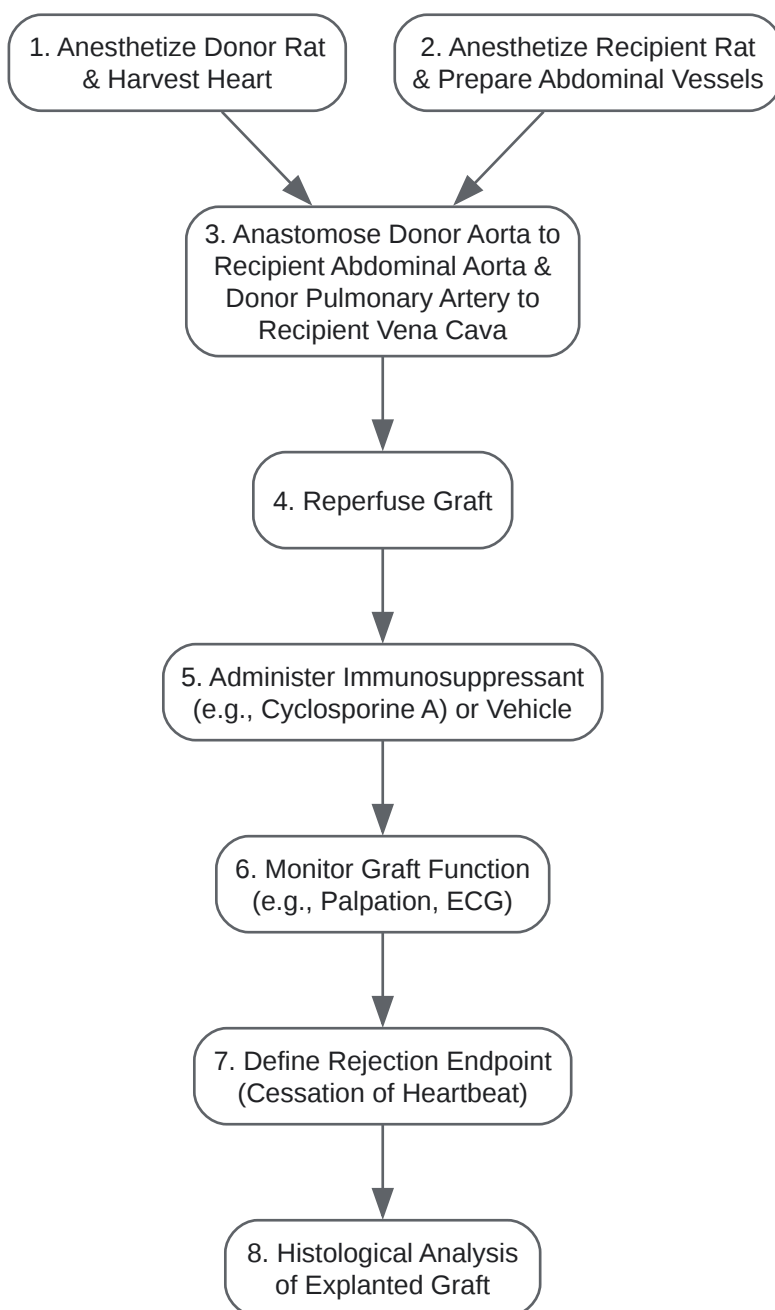 1. Anesthetize Donor Rat
& Harvest Heart
2. Anesthetize Recipient Rat
& Prepare Abdominal Vessels
3. Anastomose Donor Aorta to
Recipient Abdominal Aorta &
Donor Pulmonary Artery to
Recipient Vena Cava
4. Reperfuse Graft
5. Administer Immunosuppressant
(e.g., Cyclosporine A) or Vehicle
6. Monitor Graft Function
(e.g., Palpation, ECG)
7. Define Rejection Endpoint
(Cessation of Heartbeat)
8. Histological Analysis
of Explanted Graft